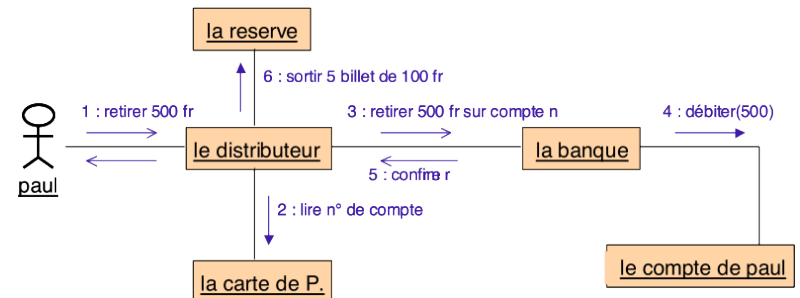 la reserve
6 : sortir 5 billet de 100 fr
1 : retirer 500 fr
3 : retirer 500 fr sur compte n
4 : débiter(500)
le distributeur
la banque
5 : confirmer
paul
2 : lire n° de compte
la carte de P.
le compte de paul